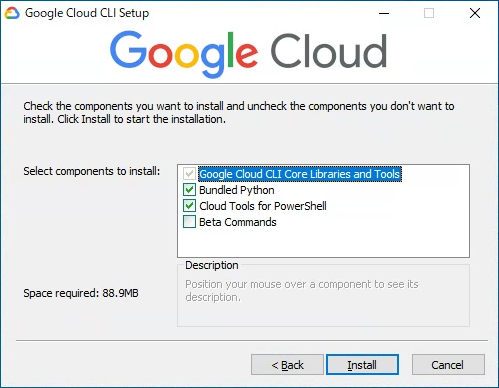 Google Cloud CLI Setup
Google Cloud
Check the components you want to install and uncheck the components you don't want to
install. Click Install to start the installation.
Select components to install:
Google Cloud CLI Core Libraries and Tools
Bundled Python
Cloud Tools for PowerShell
Beta Commands
Description
Position your mouse over a component to see its
description.
Space required: 88.9MB
< Back
Install
Cancel